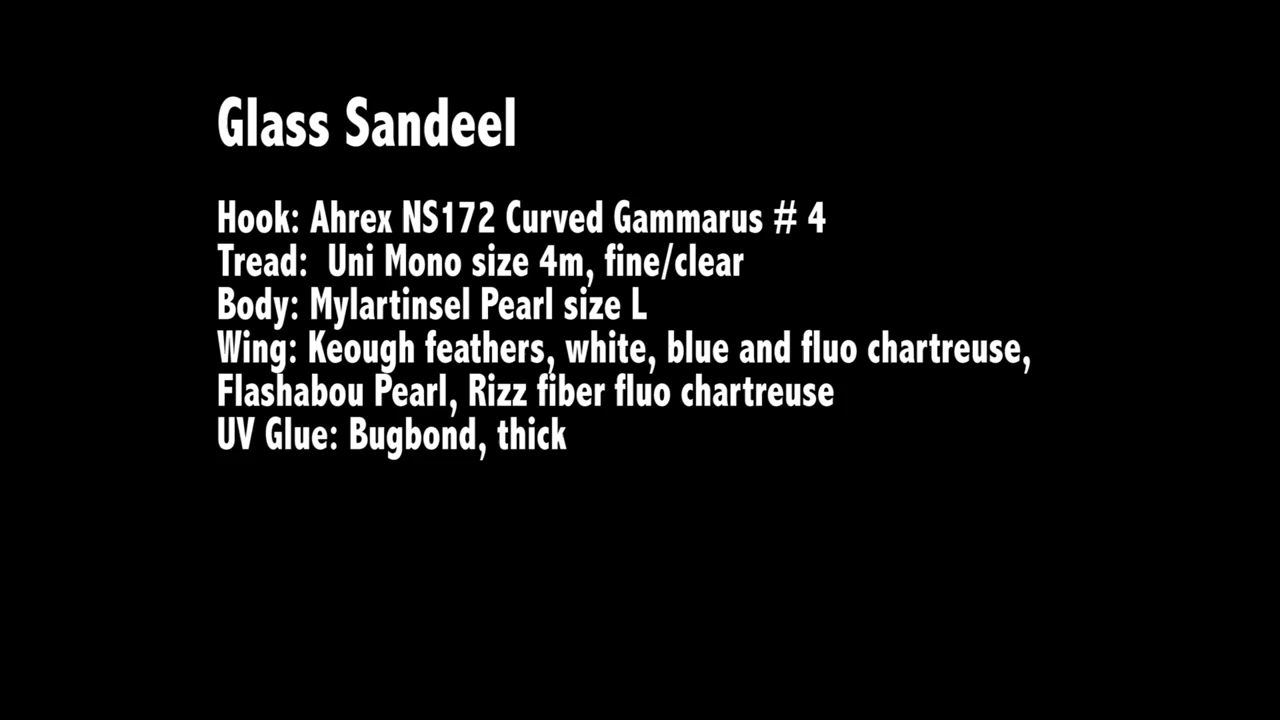 Glass Sandeel
Hook: Ahrex NS172 Curved Gammarus # 4
Tread:  Uni Mono size 4m, fine/clear
Body: Mylartinsel Pearl size L
Wing: Keough feathers, white, blue and fluo chartreuse,
Flashabou Pearl, Rizz fiber fluo chartreuse
UV Glue: Bugbond, thick